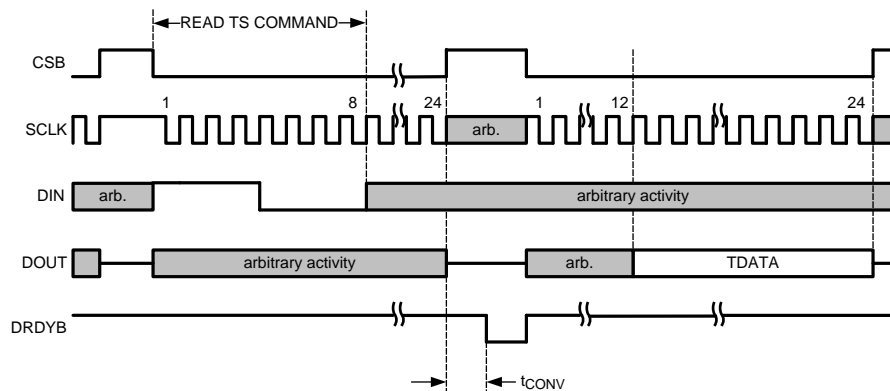 READ TS COMMAND
CSB
1 8 24 1 12 24
SCLK arb.
DIN arb. arbitrary activity
DOUT arbitrary activity arb. TDATA
DRDYB
tCONV